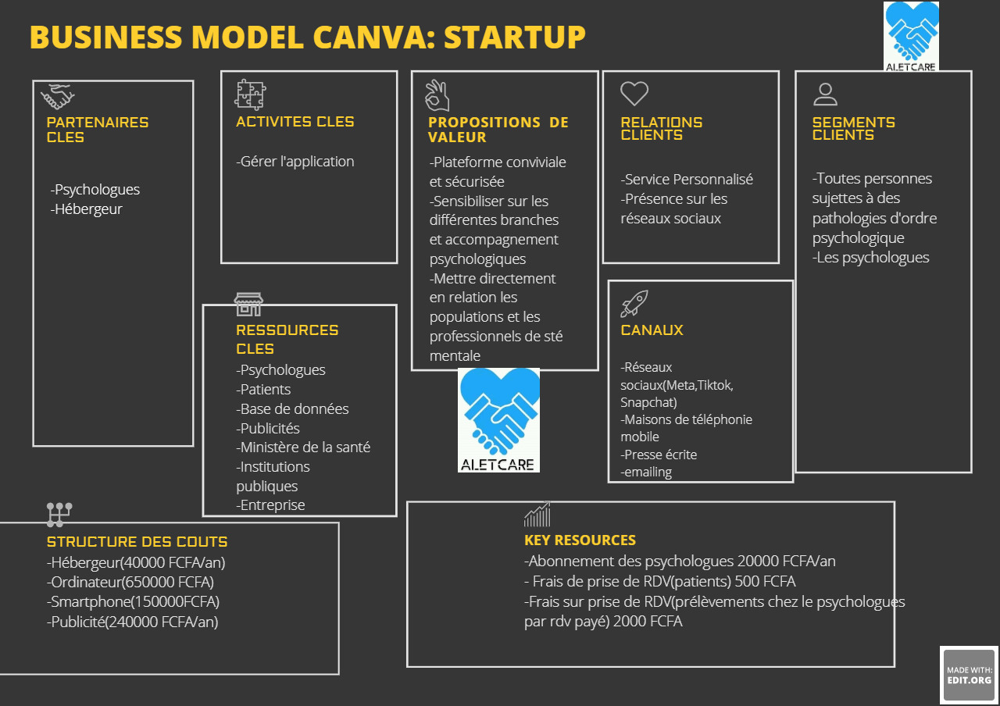 BUSINESS MODEL CANVA: STARTUP
ALETCARE
PARTENAIRES
CLES
-Psychologues
-Hébergeur
ACTIVITES CLES
-Gérer l'application
RESSOURCES
CLES
-Psychologues
-Patients
-Base de données
-Publicités
-Ministère de la santé
-Institutions
publiques
-Entreprise
PROPOSITIONS DE
VALEUR
-Plateforme conviviale
et sécurisée
-Sensibiliser sur les
différentes branches
et accompagnement
psychologiques
-Mettre directement
en relation les
populations et les
professionnels de sté
mentale
ALETCARE
RELATIONS
CLIENTS
-Service Personnalisé
-Présence sur les
réseaux sociaux
CANAUX
-Réseaux
sociaux(Meta,Tiktok,
Snapchat)
-Maisons de téléphonie
mobile
-Presse écrite
-emailing
SEGMENTS
CLIENTS
-Toutes personnes
sujettes à des
pathologies d'ordre
psychologique
-Les psychologues
STRUCTURE DES COUTS
-Hébergeur(40000 FCFA/an)
-Ordinateur(650000 FCFA)
-Smartphone(150000FCFA)
-Publicité(240000 FCFA/an)
KEY RESOURCES
-Abonnement des psychologues 20000 FCFA/an
- Frais de prise de RDV(patients) 500 FCFA
-Frais sur prise de RDV(prélèvements chez le psychologues
par rdv payé) 2000 FCFA
MADE WITH:
EDIT.ORG